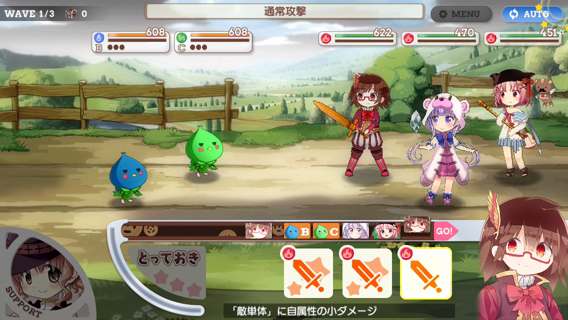 WAVE 1/3
0
通常攻撃
MENU
AUTO
608
B
608
C
622
470
451
B
C
GO!
とっておき
SUPPORT
「敵単体」に自属性の小ダメージ